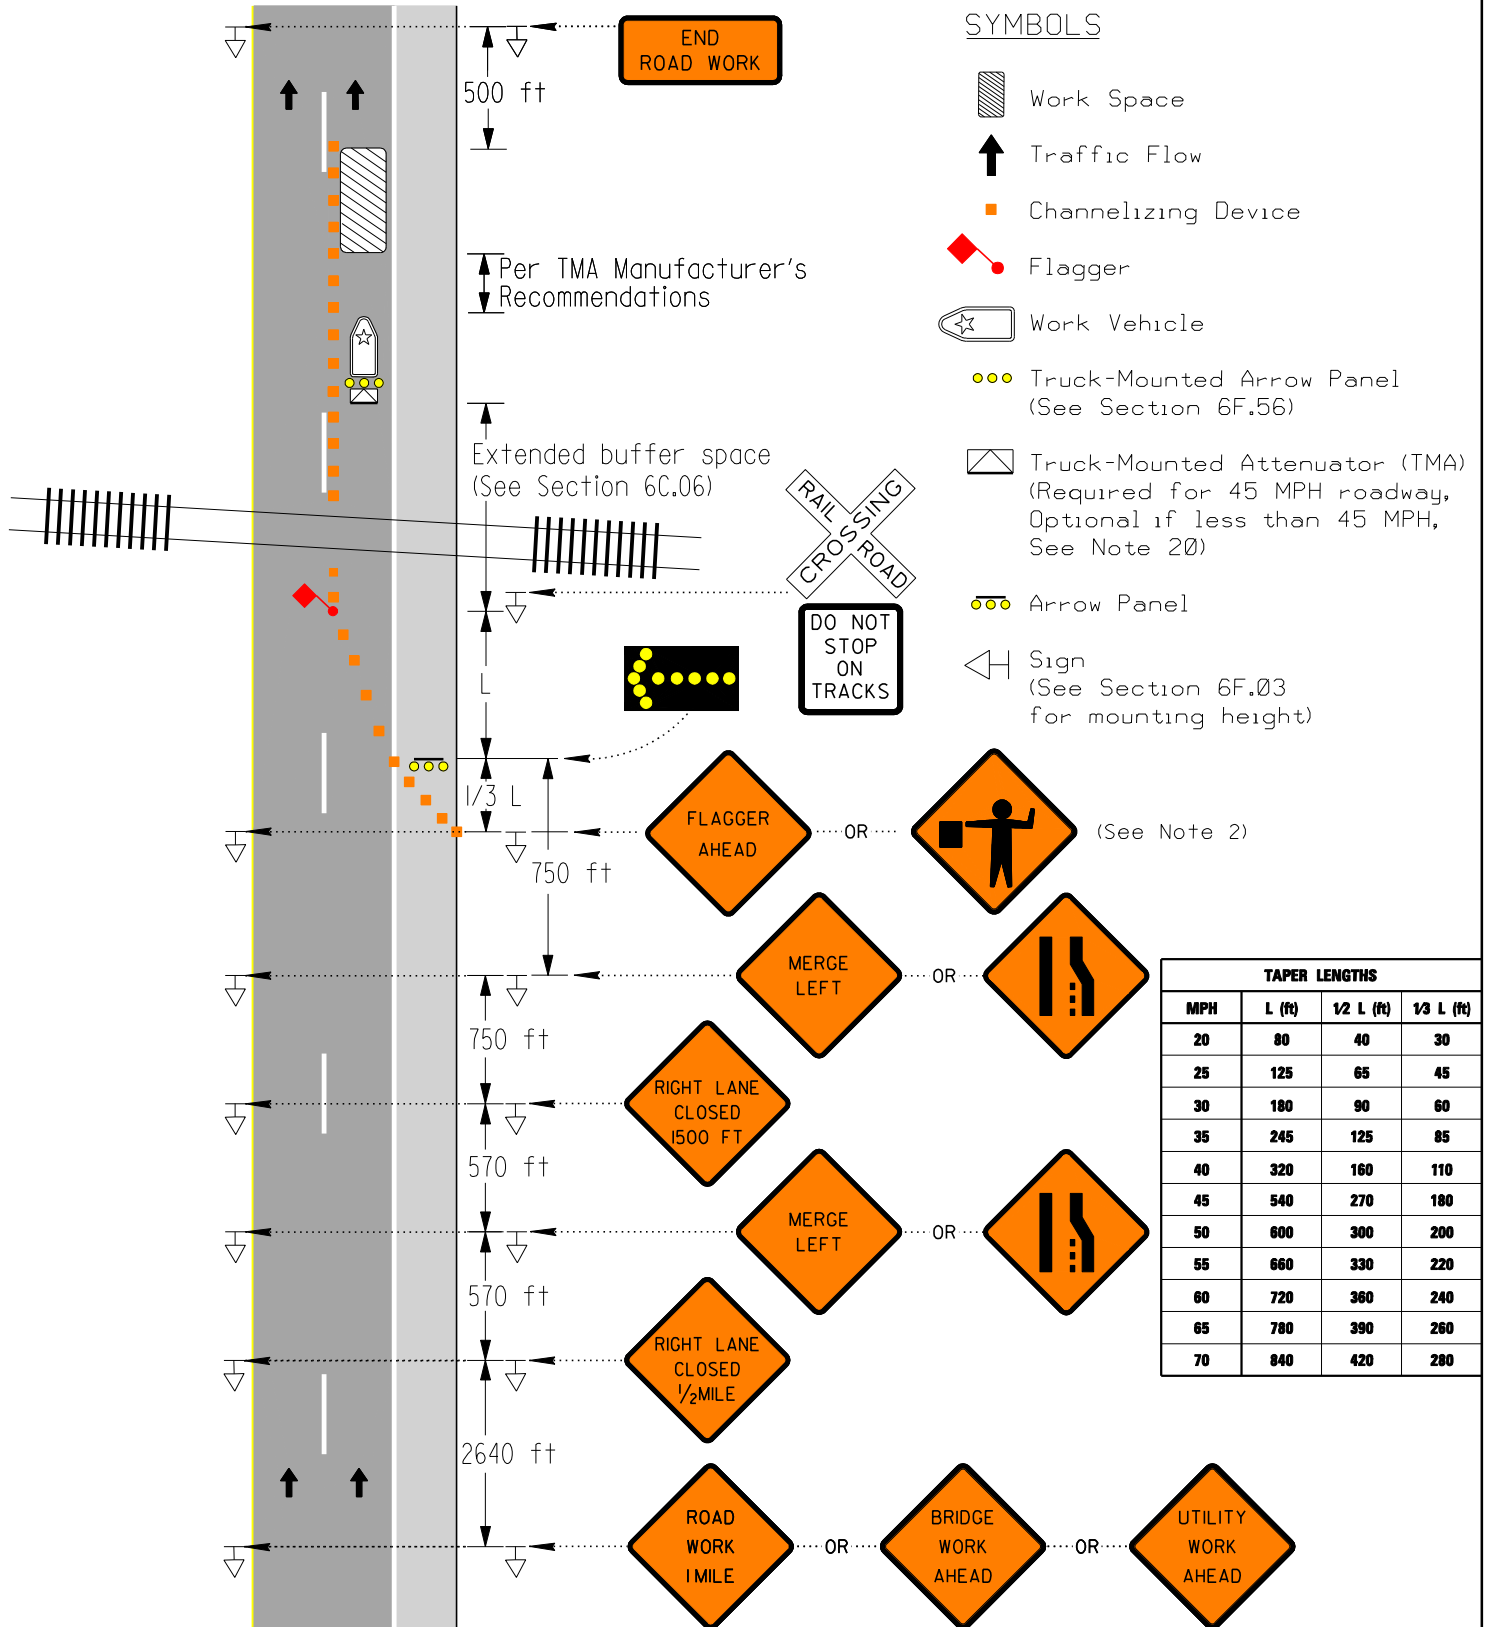 END
ROAD WORK
500 ft
SYMBOLS
Work Space
Traffic Flow
Channelizing Device
Flagger
Work Vehicle
Truck-Mounted Arrow Panel
(See Section 6F.56)
Truck-Mounted Attenuator (TMA)
(Required for 45 MPH roadway,
Optional if less than 45 MPH,
See Note 20)
Arrow Panel
Sign
(See Section 6F.03
for mounting height)
Per TMA Manufacturer's
Recommendations
Extended buffer space
(See Section 6C.06)
RAIL ROAD
CROSSING
DO NOT
STOP
ON
TRACKS
L
1/3 L
750 ft
FLAGGER
AHEAD
OR
(See Note 2)
MERGE
LEFT
OR
750 ft
RIGHT LANE
CLOSED
1500 FT
570 ft
MERGE
LEFT
OR
570 ft
RIGHT LANE
CLOSED
1/2 MILE
2640 ft
ROAD
WORK
1 MILE
OR
BRIDGE
WORK
AHEAD
OR
UTILITY
WORK
AHEAD
TAPER LENGTHS
MPH L (ft) 1/2 L (ft) 1/3 L (ft)
20 80 40 30
25 125 65 45
30 180 90 60
35 245 125 85
40 320 160 110
45 540 270 180
50 600 300 200
55 660 330 220
60 720 360 240
65 780 390 260
70 840 420 280